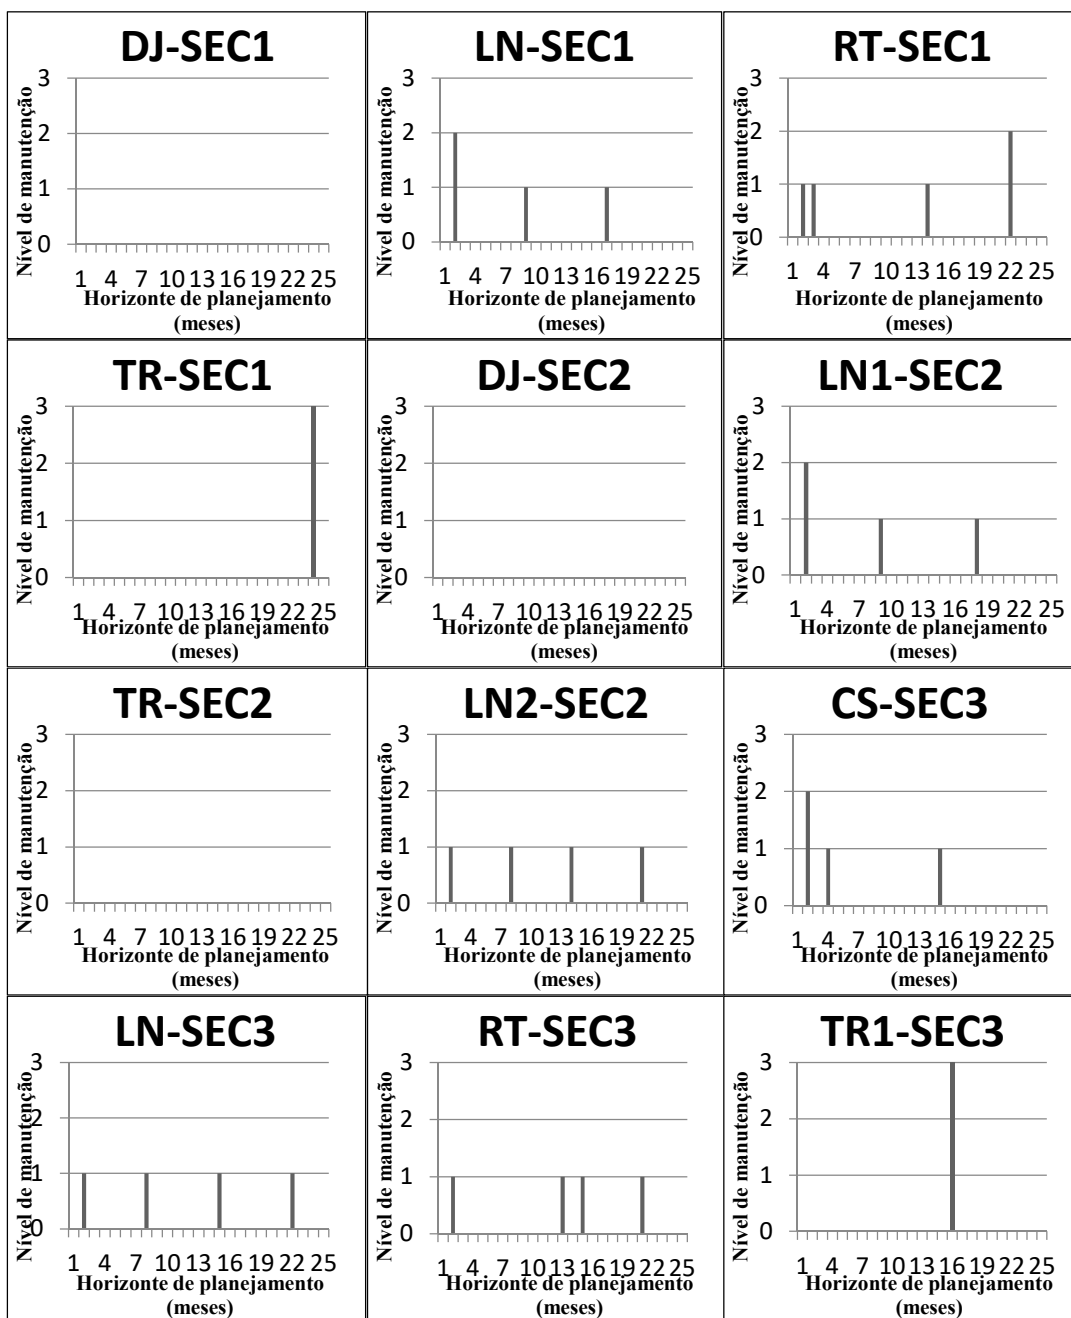 DJ-SEC1
Nível de manutenção
3
2
1
0
1 4 7 10 13 16 19 22 25
Horizonte de planejamento
(meses)
LN-SEC1
Nível de manutenção
3
2
1
0
1 4 7 10 13 16 19 22 25
Horizonte de planejamento
(meses)
RT-SEC1
Nível de manutenção
3
2
1
0
1 4 7 10 13 16 19 22 25
Horizonte de planejamento
(meses)
TR-SEC1
Nível de manutenção
3
2
1
0
1 4 7 10 13 16 19 22 25
Horizonte de planejamento
(meses)
DJ-SEC2
Nível de manutenção
3
2
1
0
1 4 7 10 13 16 19 22 25
Horizonte de planejamento
(meses)
LN1-SEC2
Nível de manutenção
3
2
1
0
1 4 7 10 13 16 19 22 25
Horizonte de planejamento
(meses)
TR-SEC2
Nível de manutenção
3
2
1
0
1 4 7 10 13 16 19 22 25
Horizonte de planejamento
(meses)
LN2-SEC2
Nível de manutenção
3
2
1
0
1 4 7 10 13 16 19 22 25
Horizonte de planejamento
(meses)
CS-SEC3
Nível de manutenção
3
2
1
0
1 4 7 10 13 16 19 22 25
Horizonte de planejamento
(meses)
LN-SEC3
Nível de manutenção
3
2
1
0
1 4 7 10 13 16 19 22 25
Horizonte de planejamento
(meses)
RT-SEC3
Nível de manutenção
3
2
1
0
1 4 7 10 13 16 19 22 25
Horizonte de planejamento
(meses)
TR1-SEC3
Nível de manutenção
3
2
1
0
1 4 7 10 13 16 19 22 25
Horizonte de planejamento
(meses)